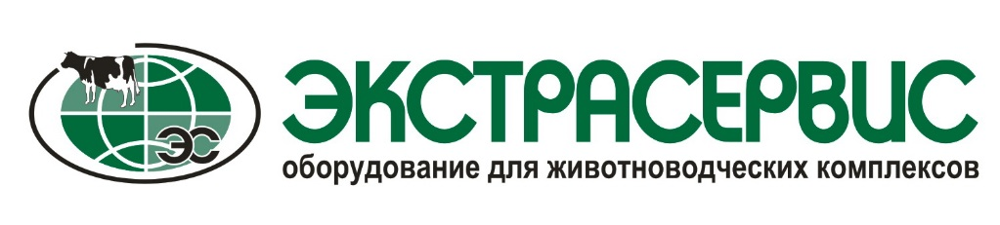 ЭС
ЭКСТРАСЕРВИС
оборудование для животноводческих комплексов